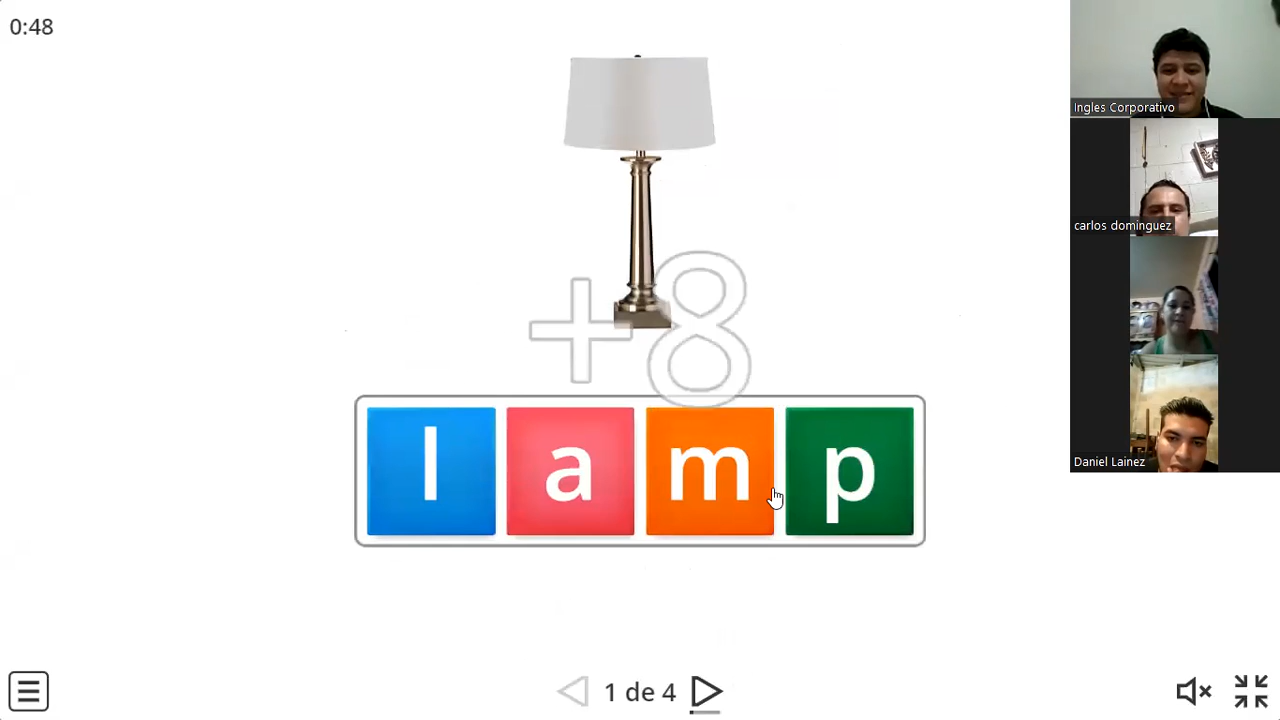 0:48
+8
l a m p
1 de 4
Ingles Corporativo
carlos dominguez
Daniel Lainez